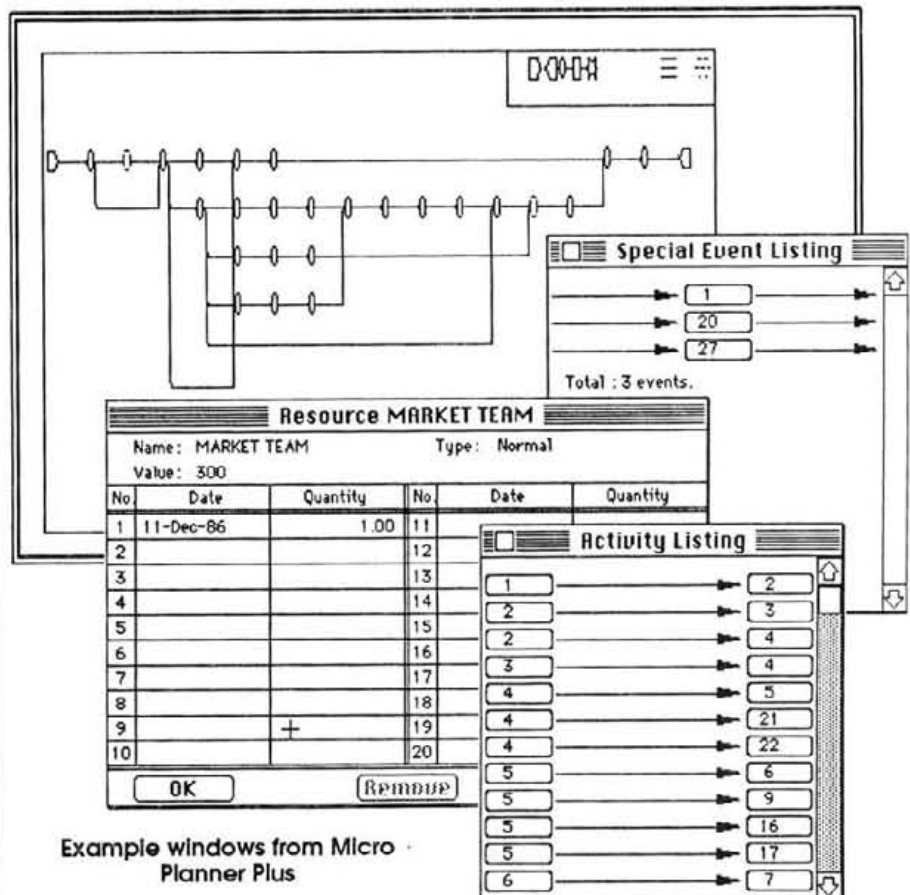 Special Event Listing
1
20
27
Total : 3 events.
Resource MARKET TEAM
Name: MARKET TEAM Type: Normal
Value: 300
No. Date Quantity No. Date Quantity
1 11-Dec-86 1.00 11
2 12
3 13
4 14
5 15
6 16
7 17
8 18
9 19
10 20
OK Remove
Activity Listing
1 2
2 3
2 4
3 4
4 5
4 21
4 22
5 6
5 9
5 16
5 17
6 7
Example windows from Micro
Planner Plus